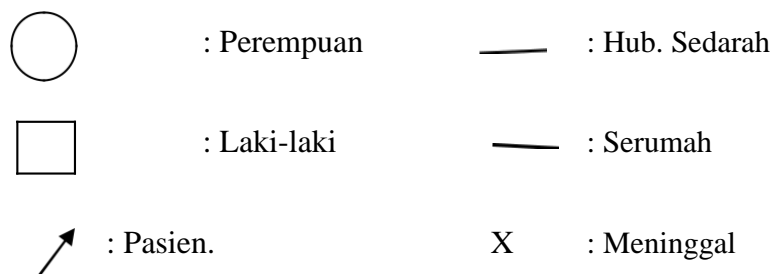 : Perempuan : Hub. Sedarah
: Laki-laki : Serumah
: Pasien. X : Meninggal